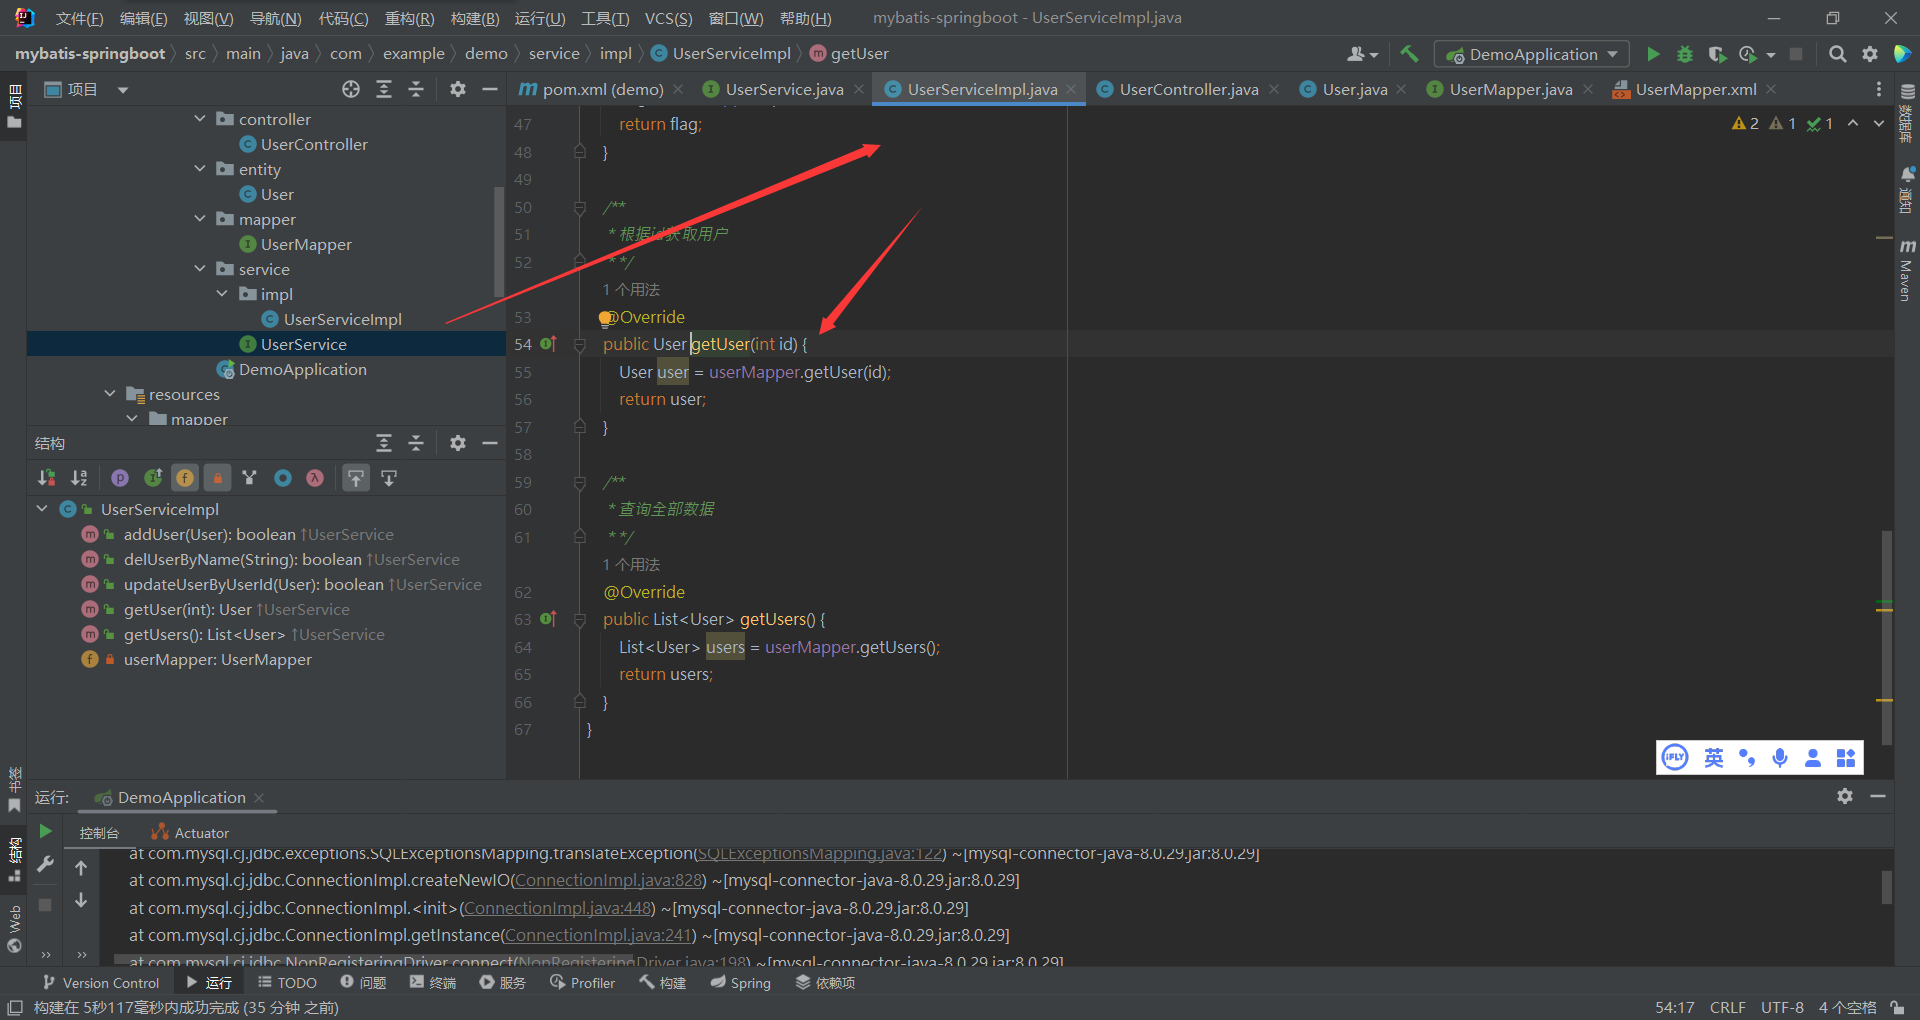 文件(F) 编辑(E) 视图(V) 导航(N) 代码(C) 重构(R) 构建(B) 运行(U) 工具(T) VCS(S) 窗口(W) 帮助(H) mybatis-springboot - UserServiceImpl.java
mybatis-springboot src main java com example demo service impl UserServiceImpl getUser DemoApplication
项目
项目
pom.xml (demo) UserService.java UserServiceImpl.java UserController.java User.java UserMapper.java UserMapper.xml
controller
UserController
entity
User
mapper
UserMapper
service
impl
UserServiceImpl
UserService
DemoApplication
resources
mapper
结构
UserServiceImpl
addUser(User): boolean ↑UserService
delUserByName(String): boolean ↑UserService
updateUserByUserId(User): boolean ↑UserService
getUser(int): User ↑UserService
getUsers(): List<User> ↑UserService
userMapper: UserMapper
47 return flag;
48 }
49
50 /**
51 * 根据id获取用户
52 **/
1 个用法
53 @Override
54 public User getUser(int id) {
55 User user = userMapper.getUser(id);
56 return user;
57 }
58
59 /**
60 * 查询全部数据
61 **/
1 个用法
62 @Override
63 public List<User> getUsers() {
64 List<User> users = userMapper.getUsers();
65 return users;
66 }
67 }
2 1 1
数据库
通知
Maven
iFLY 英
书签
结构
Web
运行: DemoApplication
控制台 Actuator
at com.mysql.cj.jdbc.exceptions.SQLExceptionsMapping.translateException(SQLExceptionsMapping.java:122) ~[mysql-connector-java-8.0.29.jar:8.0.29]
at com.mysql.cj.jdbc.ConnectionImpl.createNewIO(ConnectionImpl.java:828) ~[mysql-connector-java-8.0.29.jar:8.0.29]
at com.mysql.cj.jdbc.ConnectionImpl.<init>(ConnectionImpl.java:448) ~[mysql-connector-java-8.0.29.jar:8.0.29]
at com.mysql.cj.jdbc.ConnectionImpl.getInstance(ConnectionImpl.java:241) ~[mysql-connector-java-8.0.29.jar:8.0.29]
at com.mysql.cj.jdbc.NonRegisteringDriver.connect(NonRegisteringDriver.java:198) ~[mysql-connector-java-8.0.29.jar:8.0.29]
Version Control 运行 TODO 问题 终端 服务 Profiler 构建 Spring 依赖项
构建在 5秒117毫秒内成功完成 (35 分钟 之前) 54:17 CRLF UTF-8 4 个空格